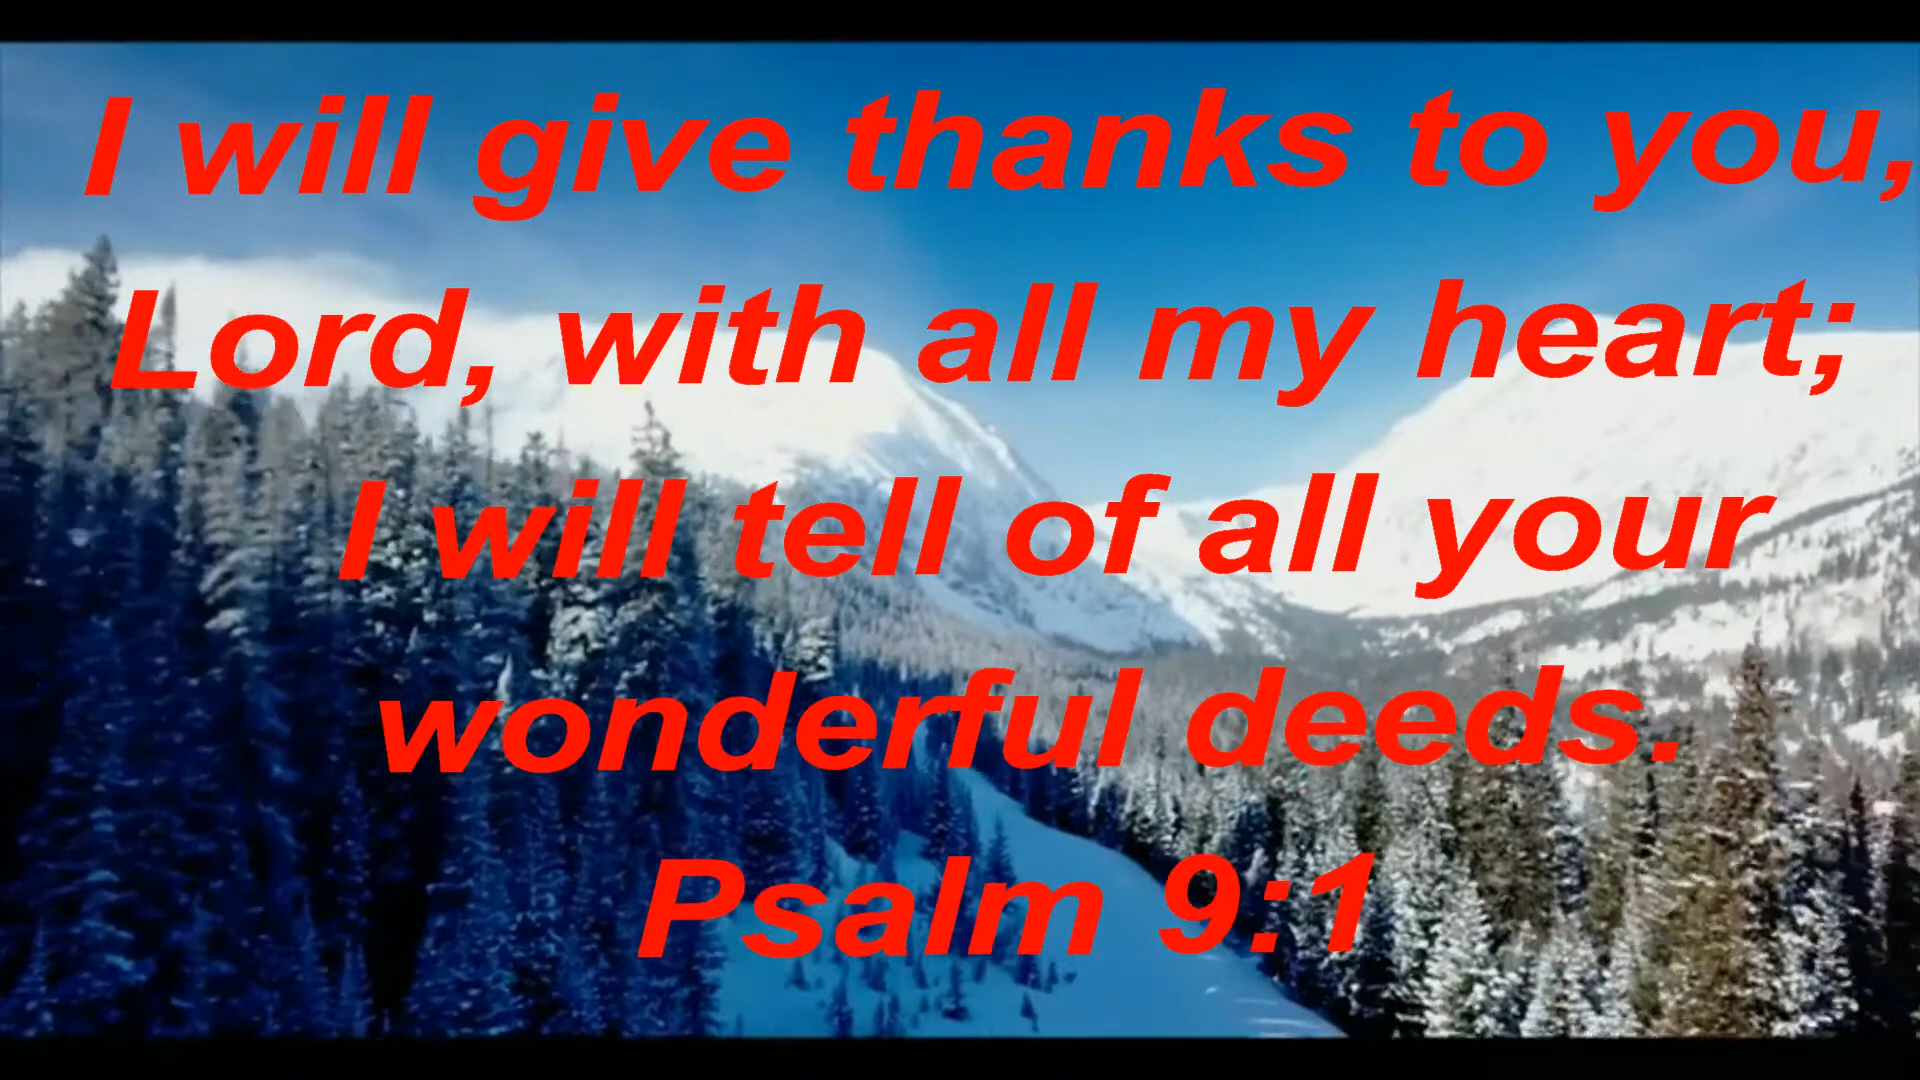 I will give thanks to you,
Lord, with all my heart;
I will tell of all your
wonderful deeds.
Psalm 9:1